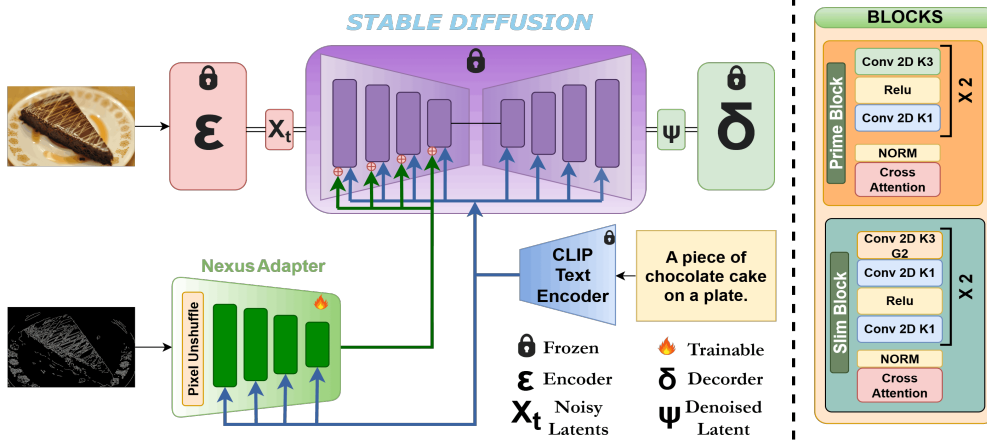 STABLE DIFFUSION
ε
Xt
ψ
δ
Nexus Adapter
Pixel Unshuffle
CLIP
Text
Encoder
A piece of
chocolate cake
on a plate.
Frozen
Trainable
ε Encoder
δ Decorder
Xt Noisy
Latents
ψ Denoised
Latent
BLOCKS
Prime Block
Conv 2D K3
Relu
Conv 2D K1
X 2
NORM
Cross
Attention
Slim Block
Conv 2D K3
G2
Conv 2D K1
Relu
Conv 2D K1
X 2
NORM
Cross
Attention